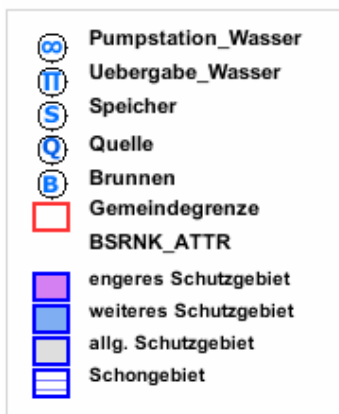 ∞ Pumpstation_Wasser
Π Uebergabe_Wasser
S Speicher
Q Quelle
B Brunnen
Gemeindegrenze
BSRNK_ATTR
engeres Schutzgebiet
weiteres Schutzgebiet
allg. Schutzgebiet
Schongebiet